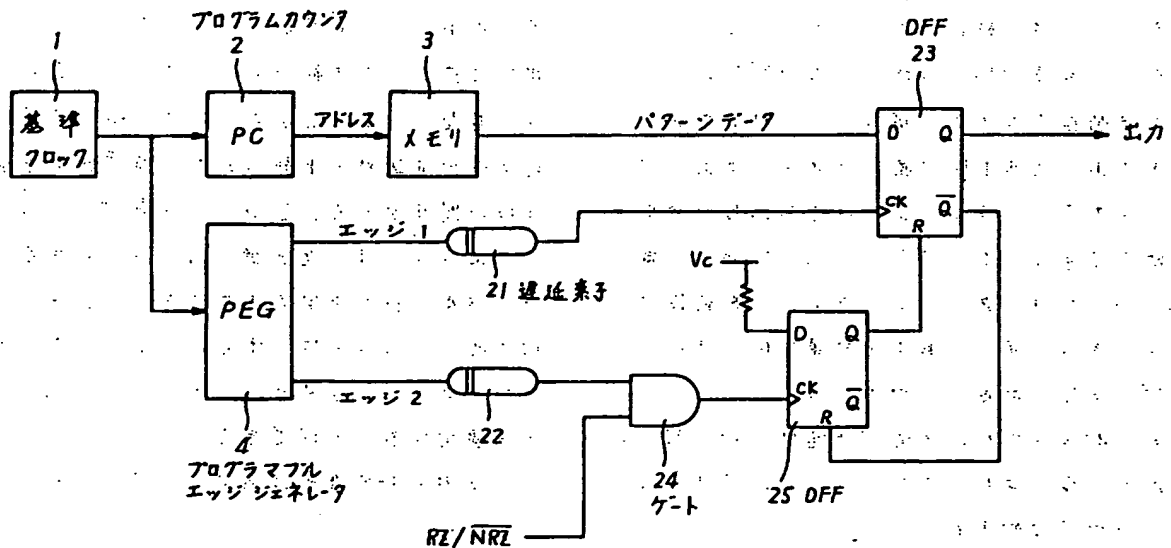 プログラムカウンタ
1
2
3
DFF
23
基準
クロック
PC
アドレス
メモリ
パターンデータ
D
Q
出力
CK
Q̅
R
エッジ 1
21 遅延素子
Vc
PEG
D
Q
CK
Q̅
R
エッジ 2
22
4
プログラマブル
エッジ ジェネレータ
24
ゲート
25 DFF
RZ/N̅R̅Z̅